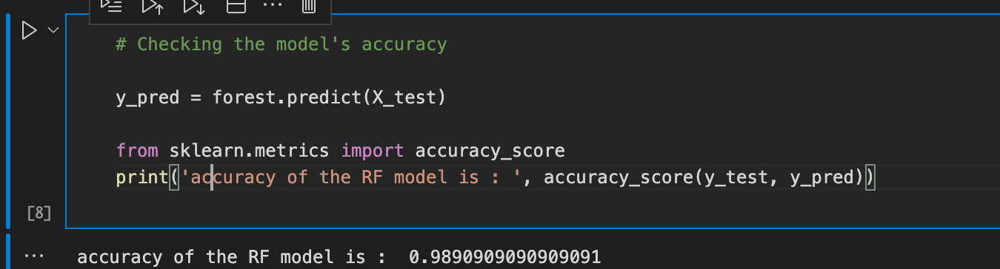 # Checking the model's accuracy
y_pred = forest.predict(X_test)
from sklearn.metrics import accuracy_score
print('accuracy of the RF model is : ', accuracy_score(y_test, y_pred))
[8]
accuracy of the RF model is :  0.9890909090909091